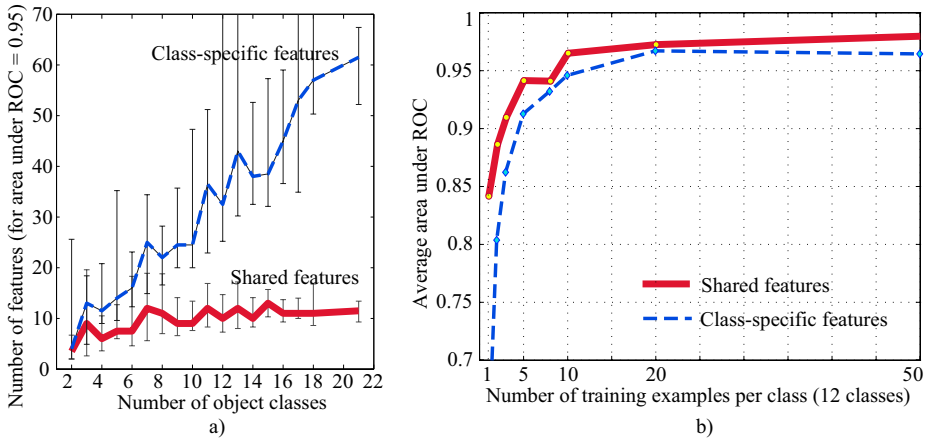 Number of features (for area under ROC = 0.95)
60
50
40
30
20
10
0
Class-specific features
Shared features
2 4 6 8 10 12 14 16 18 20 22
Number of object classes
a)
Average area under ROC
1
0.95
0.9
0.85
0.8
0.75
0.7
Shared features
Class-specific features
1 5 10 20 50
Number of training examples per class (12 classes)
b)